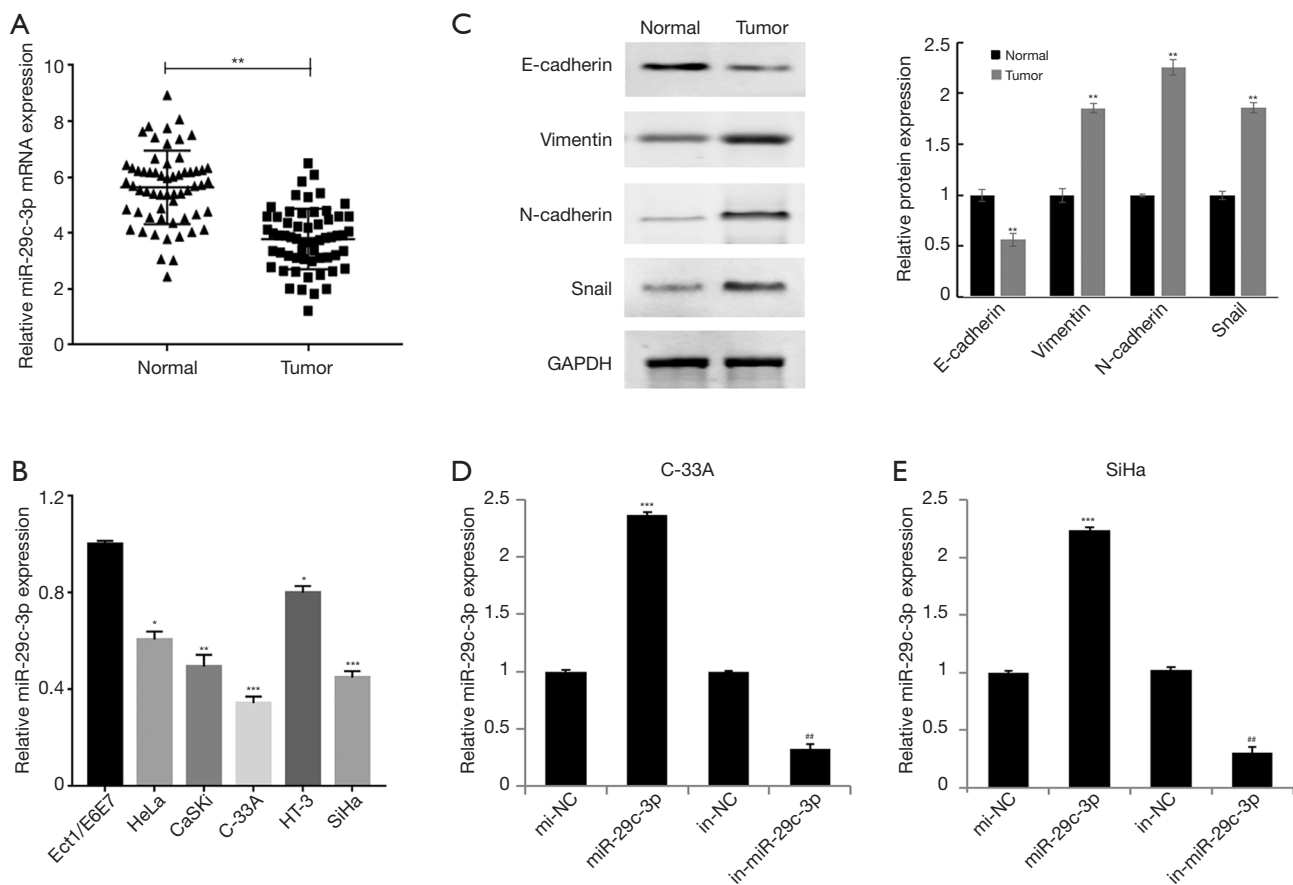 A
Relative miR-29c-3p mRNA expression
10
8
6
4
2
0
**
Normal
Tumor
C
Normal Tumor
E-cadherin
Vimentin
N-cadherin
Snail
GAPDH
Relative protein expression
2.5
2
1.5
1
0.5
0
Normal
Tumor
**
**
**
**
E-cadherin
Vimentin
N-cadherin
Snail
B
Relative miR-29c-3p expression
1.2
0.8
0.4
0
*
**
***
*
***
Ect1/E6E7
HeLa
CaSKi
C-33A
HT-3
SiHa
D
C-33A
Relative miR-29c-3p expression
2.5
2
1.5
1
0.5
0
***
##
mi-NC
miR-29c-3p
in-NC
in-miR-29c-3p
E
SiHa
Relative miR-29c-3p expression
2.5
2
1.5
1
0.5
0
***
##
mi-NC
miR-29c-3p
in-NC
in-miR-29c-3p